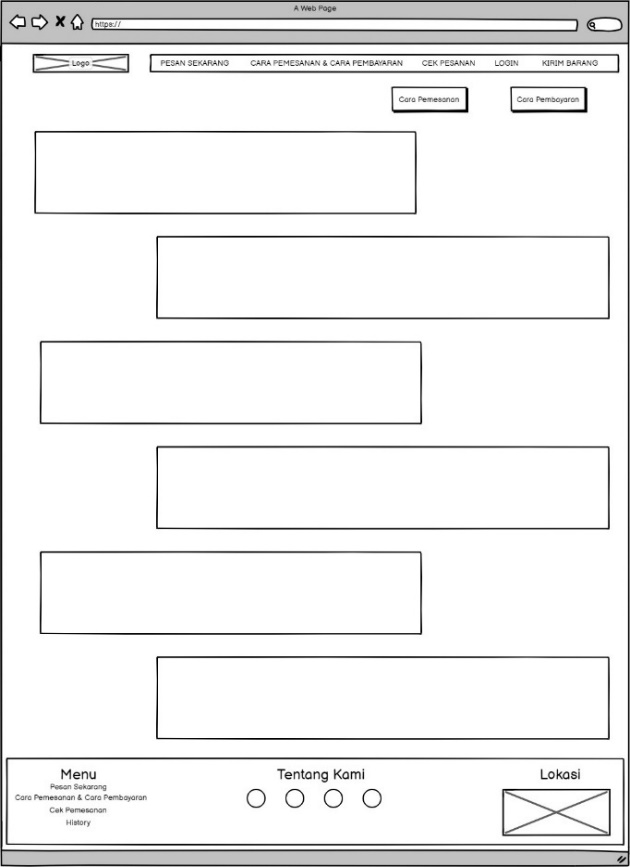 A Web Page
https://
Logo
PESAN SEKARANG CARA PEMESANAN & CARA PEMBAYARAN CEK PESANAN LOGIN KIRIM BARANG
Cara Pemesanan Cara Pembayaran
Menu
Pesan Sekarang
Cara Pemesanan & Cara Pembayaran
Cek Pemesanan
History
Tentang Kami
Lokasi